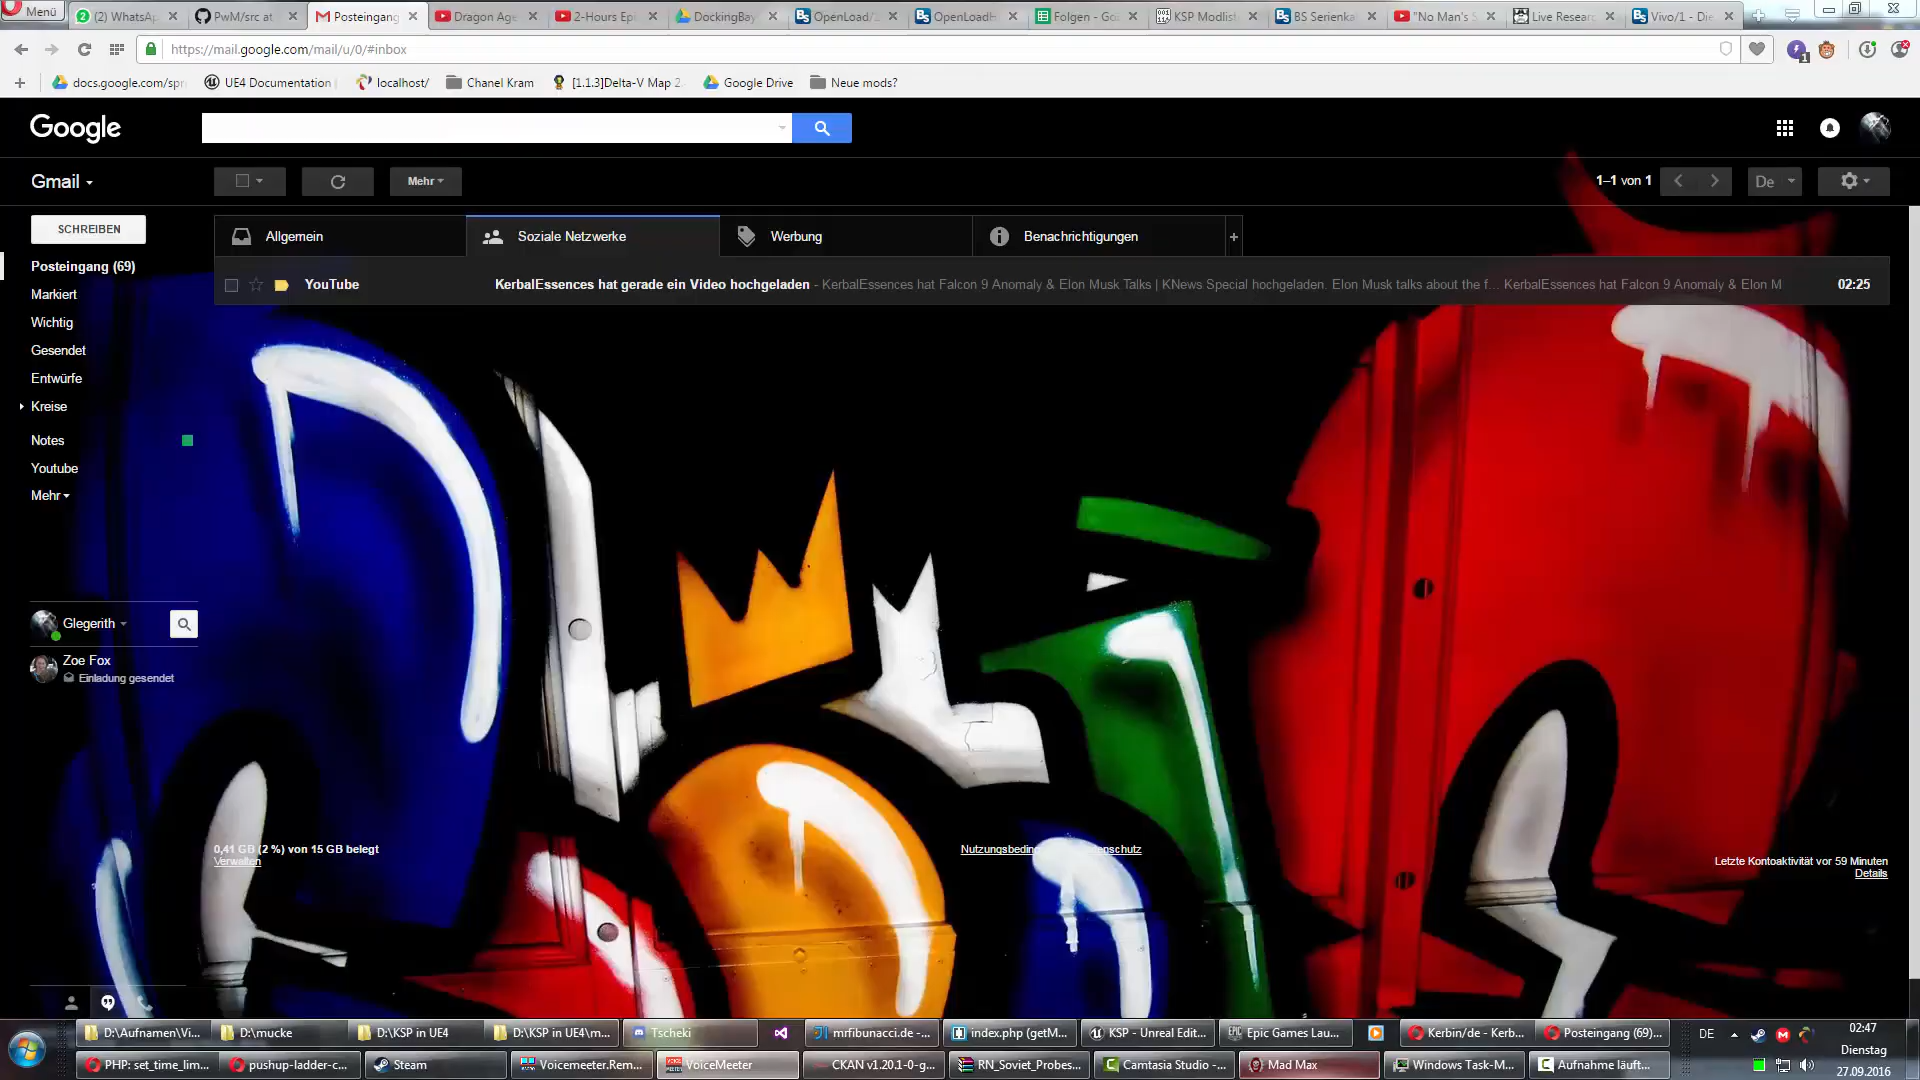 Menü
(2) WhatsA
PwM/src at
Posteingang
Dragon Age
2-Hours Epi
DockingBay
OpenLoad/
OpenLoadH
Folgen - Go
KSP Modlist
BS Serienka
"No Man's S
Live Resear
Vivo/1 - Die
https://mail.google.com/mail/u/0/#inbox
1
docs.google.com/spr
UE4 Documentation
localhost/
Chanel Kram
[1.1.3]Delta-V Map 2.
Google Drive
Neue mods?
Google
Gmail
Mehr
1–1 von 1
De
SCHREIBEN
Allgemein
Soziale Netzwerke
Werbung
Benachrichtigungen
Posteingang (69)
YouTube
KerbalEssences hat gerade ein Video hochgeladen - KerbalEssences hat Falcon 9 Anomaly & Elon Musk Talks | KNews Special hochgeladen. Elon Musk talks about the f... KerbalEssences hat Falcon 9 Anomaly & Elon M
02:25
Markiert
Wichtig
Gesendet
Entwürfe
Kreise
Notes
Youtube
Mehr
Glegerith
Zoe Fox
Einladung gesendet
0,41 GB (2 %) von 15 GB belegt
Verwalten
Letzte Kontoaktivität vor 59 Minuten
Details
D:\Aufnamen\Vi...
D:\mucke
D:\KSP in UE4
D:\KSP in UE4\m...
Tscheki
mrfibunacci.de -...
index.php (getM...
KSP - Unreal Edit...
Epic Games Lau...
Kerbin/de - Kerb...
Posteingang (69)...
DE
02:47
PHP: set_time_lim...
pushup-ladder-c...
Steam
Voicemeeter.Rem...
VoiceMeeter
CKAN v1.20.1-0-g...
RN_Soviet_Probes...
Camtasia Studio -...
Mad Max
Windows Task-M...
Aufnahme läuft...
Dienstag
27.09.2016